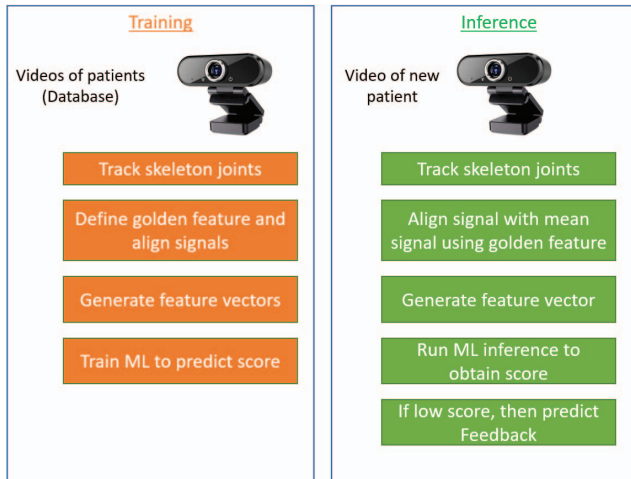 Training
Videos of patients
(Database)
Track skeleton joints
Define golden feature and
align signals
Generate feature vectors
Train ML to predict score
Inference
Video of new
patient
Track skeleton joints
Align signal with mean
signal using golden feature
Generate feature vector
Run ML inference to
obtain score
If low score, then predict
Feedback